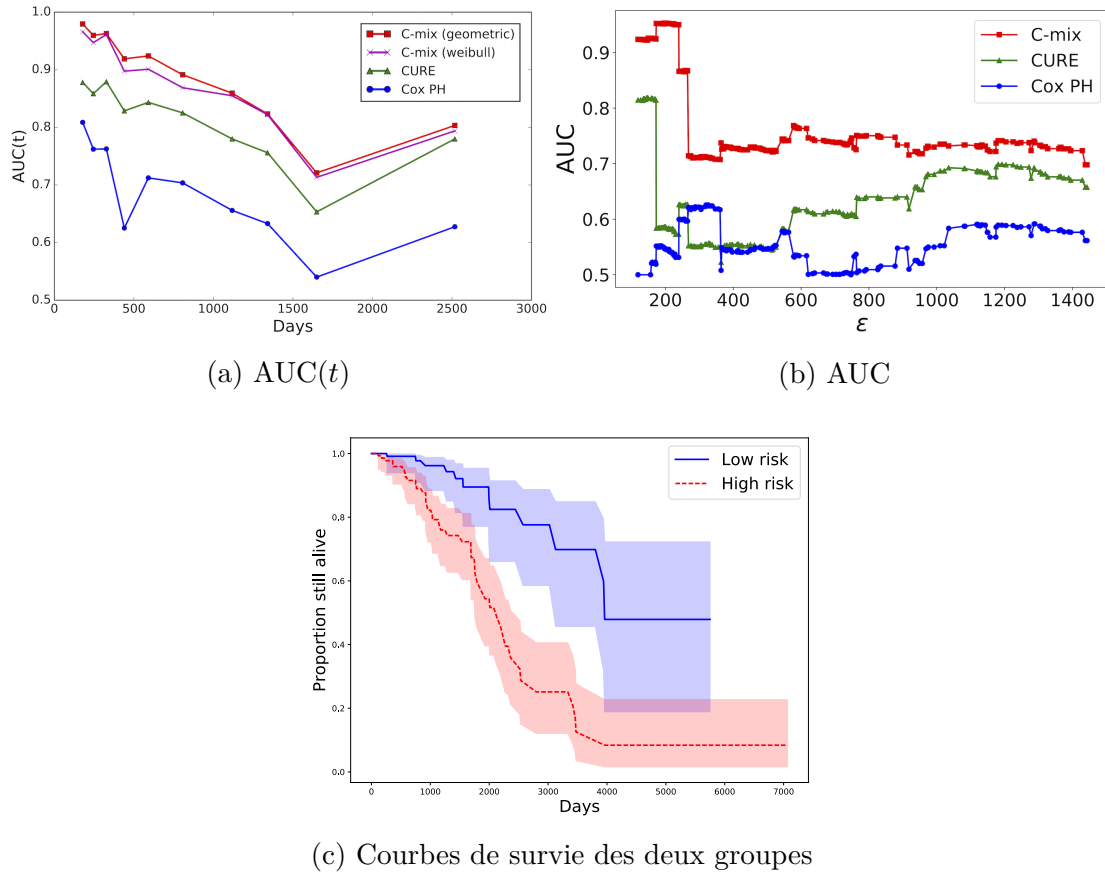 1.0
0.9
0.8
0.7
0.6
0.5
AUC(t)
0 500 1000 1500 2000 2500 3000
Days
C-mix (geometric)
C-mix (weibull)
CURE
Cox PH
(a) AUC(t)
0.9
0.8
0.7
0.6
0.5
AUC
200 400 600 800 1000 1200 1400
ε
C-mix
CURE
Cox PH
(b) AUC
1.0
0.8
0.6
0.4
0.2
0.0
Proportion still alive
0 1000 2000 3000 4000 5000 6000 7000
Days
Low risk
High risk
(c) Courbes de survie des deux groupes